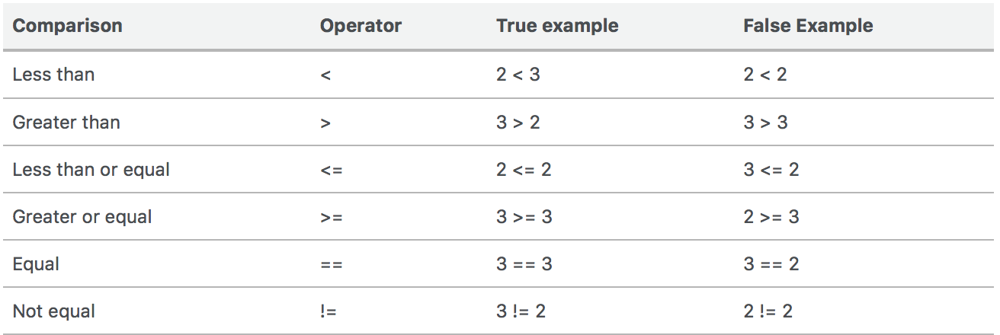 Comparison Operator True example False Example
Less than < 2 < 3 2 < 2
Greater than > 3 > 2 3 > 3
Less than or equal <= 2 <= 2 3 <= 2
Greater or equal >= 3 >= 3 2 >= 3
Equal == 3 == 3 3 == 2
Not equal != 3 != 2 2 != 2